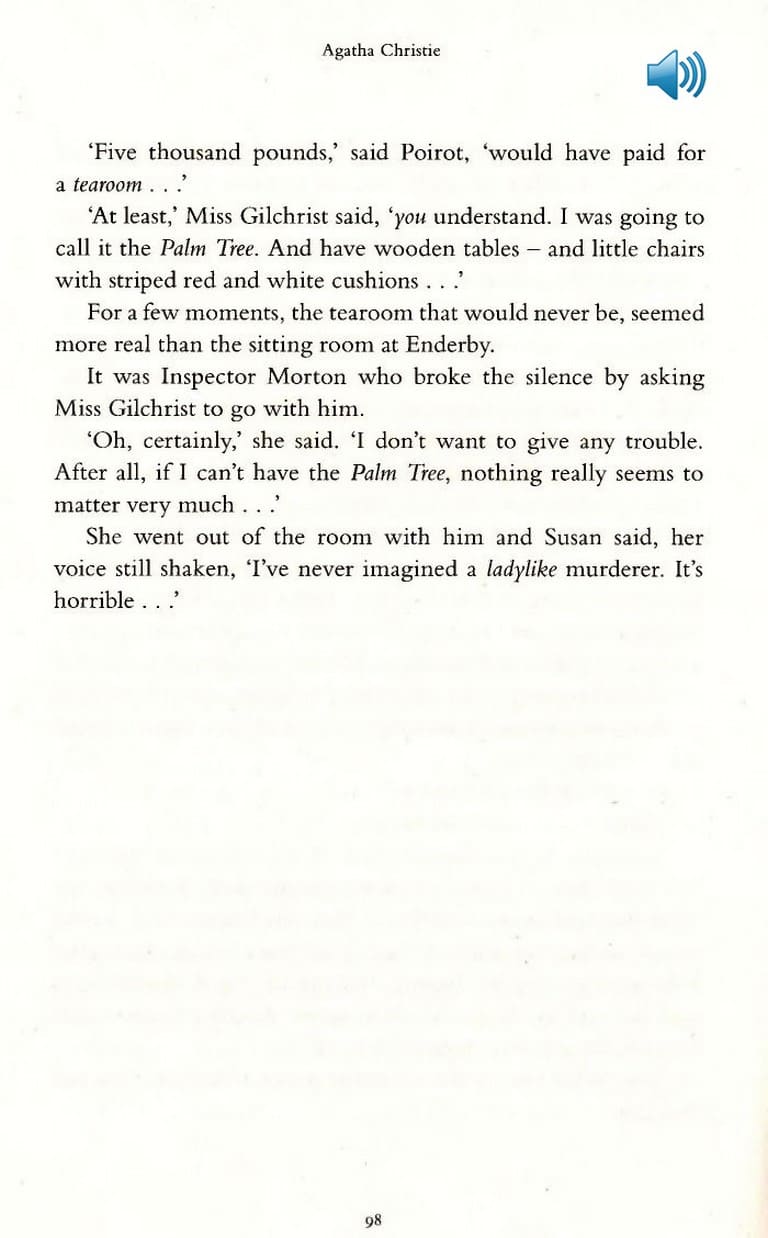 Agatha Christie
‘Five thousand pounds,’ said Poirot, ‘would have paid for
a tearoom . . .’
‘At least,’ Miss Gilchrist said, ‘you understand. I was going to
call it the Palm Tree. And have wooden tables – and little chairs
with striped red and white cushions . . .’
For a few moments, the tearoom that would never be, seemed
more real than the sitting room at Enderby.
It was Inspector Morton who broke the silence by asking
Miss Gilchrist to go with him.
‘Oh, certainly,’ she said. ‘I don’t want to give any trouble.
After all, if I can’t have the Palm Tree, nothing really seems to
matter very much . . .’
She went out of the room with him and Susan said, her
voice still shaken, ‘I’ve never imagined a ladylike murderer. It’s
horrible . . .’
98